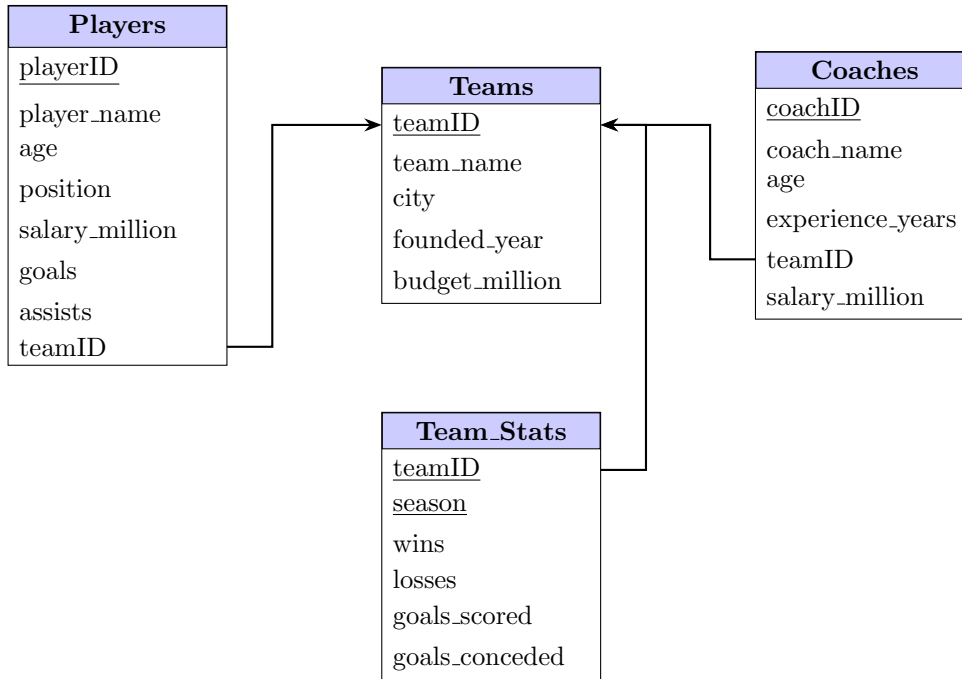 Players
playerID
player_name
age
position
salary_million
goals
assists
teamID
Teams
teamID
team_name
city
founded_year
budget_million
Coaches
coachID
coach_name
age
experience_years
teamID
salary_million
Team_Stats
teamID
season
wins
losses
goals_scored
goals_conceded